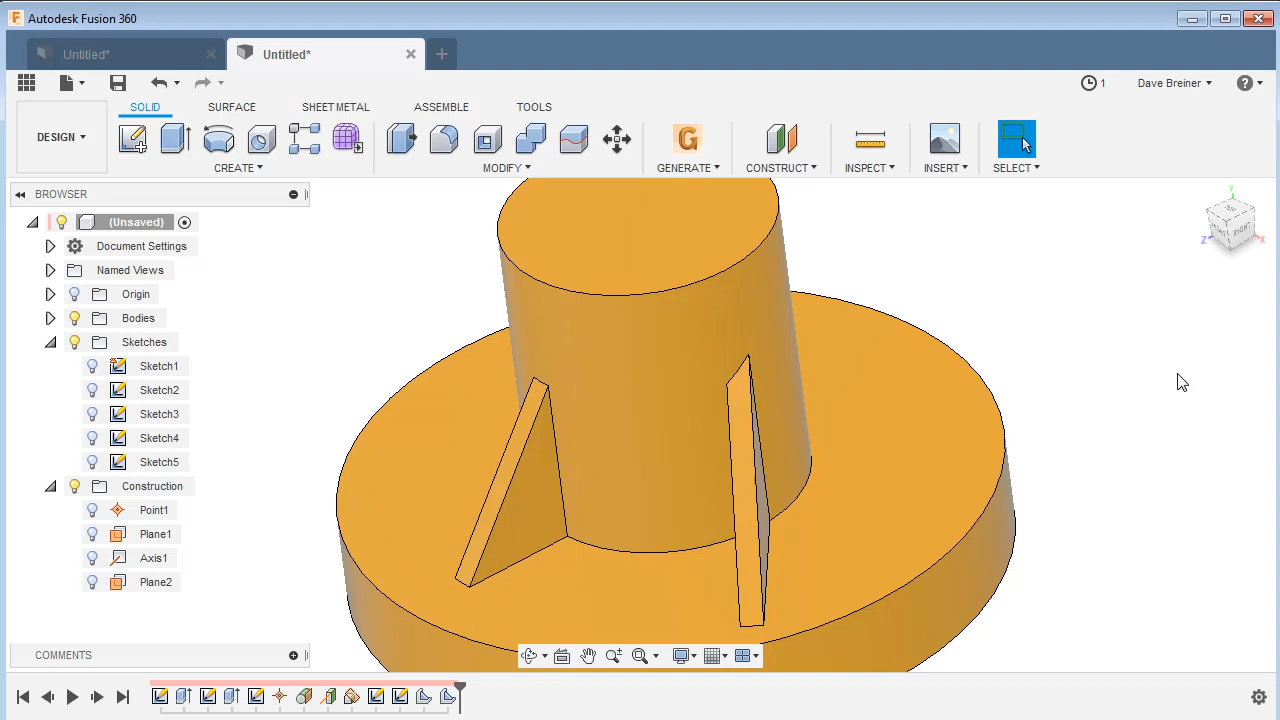 Autodesk Fusion 360
Untitled*
Untitled*
1
Dave Breiner
DESIGN
SOLID
SURFACE
SHEET METAL
ASSEMBLE
TOOLS
CREATE
MODIFY
GENERATE
CONSTRUCT
INSPECT
INSERT
SELECT
BROWSER
(Unsaved)
Document Settings
Named Views
Origin
Bodies
Sketches
Sketch1
Sketch2
Sketch3
Sketch4
Sketch5
Construction
Point1
Plane1
Axis1
Plane2
Y
Z
X
RIGHT
COMMENTS